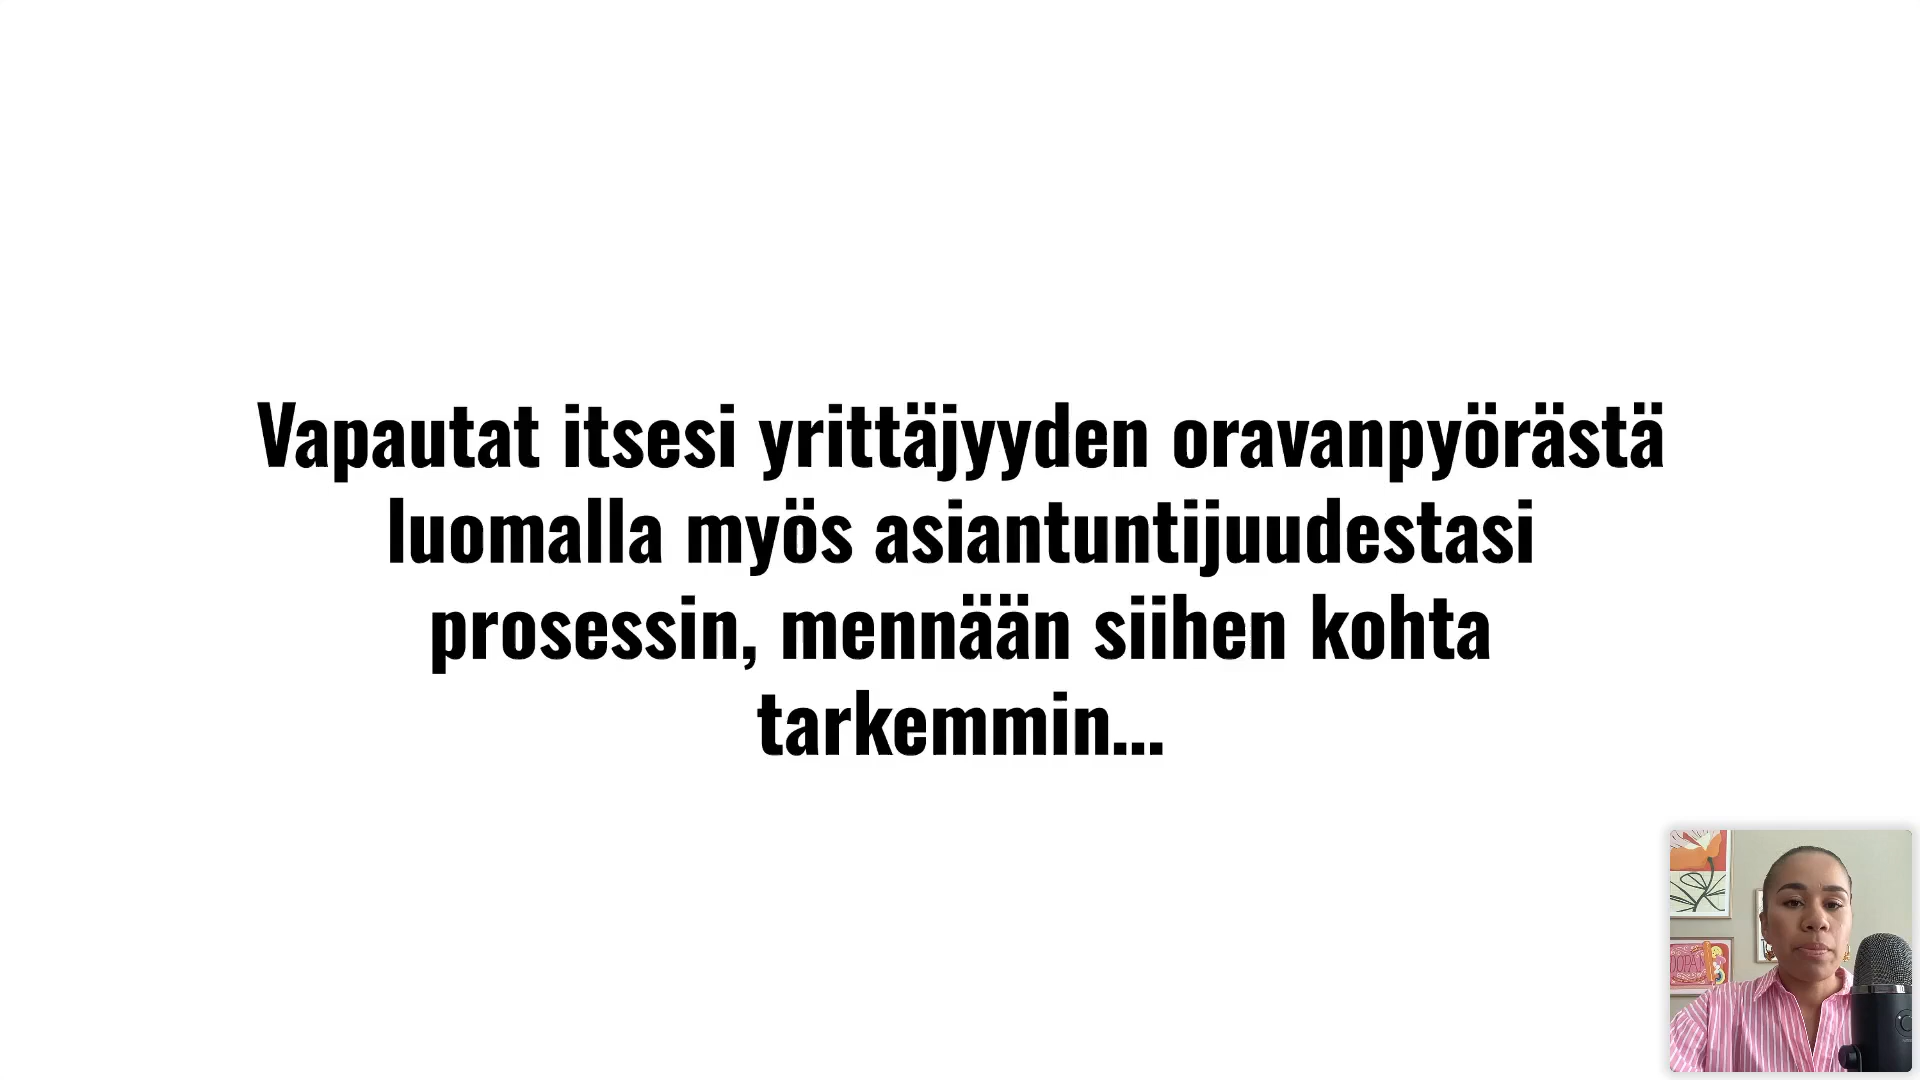 Vapautat itsesi yrittäjyyden oravanpyörästä
luomalla myös asiantuntijuudestasi
prosessin, mennään siihen kohta
tarkemmin...